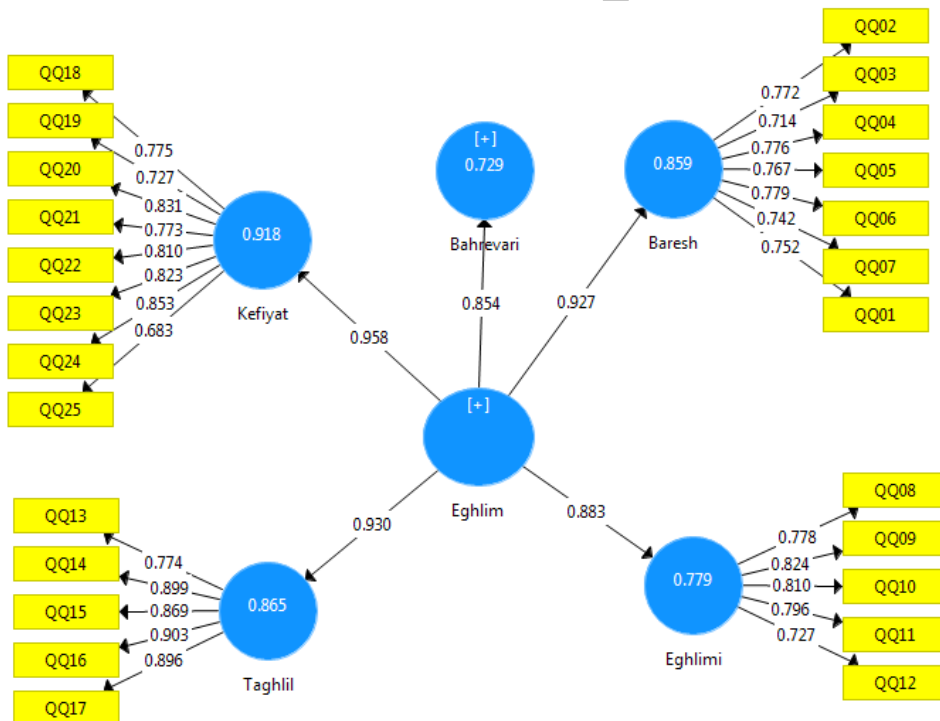 QQ18
QQ19
QQ20
QQ21
QQ22
QQ23
QQ24
QQ25
0.775
0.727
0.831
0.773
0.810
0.823
0.853
0.683
0.918
Kefiyat
[+]
0.729
Bahrevari
QQ02
QQ03
QQ04
QQ05
QQ06
QQ07
QQ01
0.772
0.714
0.776
0.767
0.779
0.742
0.752
0.859
Baresh
0.958
0.854
0.927
[+]
Eghlim
0.930
0.883
QQ13
QQ14
QQ15
QQ16
QQ17
0.774
0.899
0.869
0.903
0.896
0.865
Taghlil
QQ08
QQ09
QQ10
QQ11
QQ12
0.778
0.824
0.810
0.796
0.727
0.779
Eghlimi